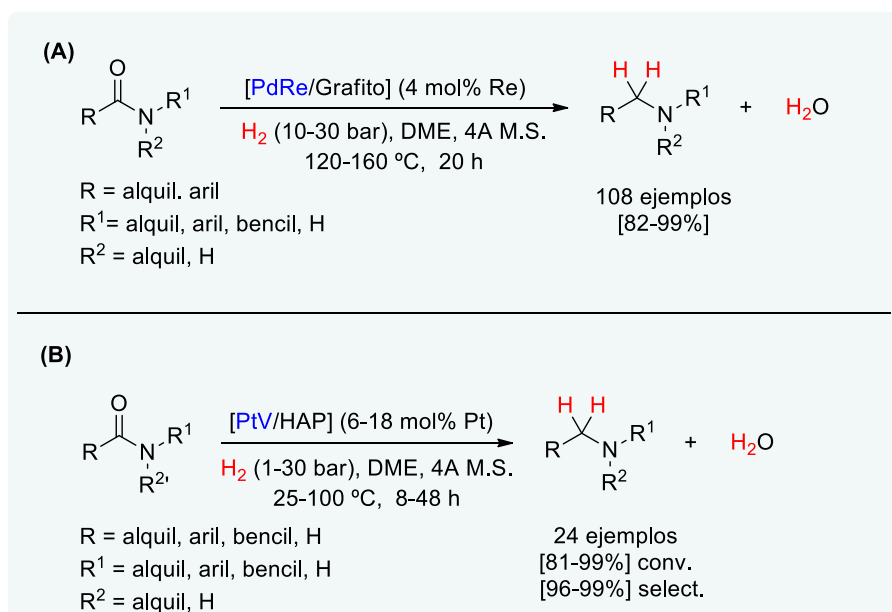 (A)
O
R
N
R¹
R²
[PdRe/Grafito] (4 mol% Re)
H₂ (10-30 bar), DME, 4A M.S.
120-160 ºC, 20 h
H H
R
N
R¹
R²
+
H₂O
R = alquil. aril
R¹= alquil, aril, bencil, H
R² = alquil, H
108 ejemplos
[82-99%]
(B)
O
R
N
R¹
R²'
[PtV/HAP] (6-18 mol% Pt)
H₂ (1-30 bar), DME, 4A M.S.
25-100 ºC, 8-48 h
H H
R
N
R¹
R²
+
H₂O
R = alquil, aril, bencil, H
R¹ = alquil, aril, bencil, H
R² = alquil, H
24 ejemplos
[81-99%] conv.
[96-99%] select.